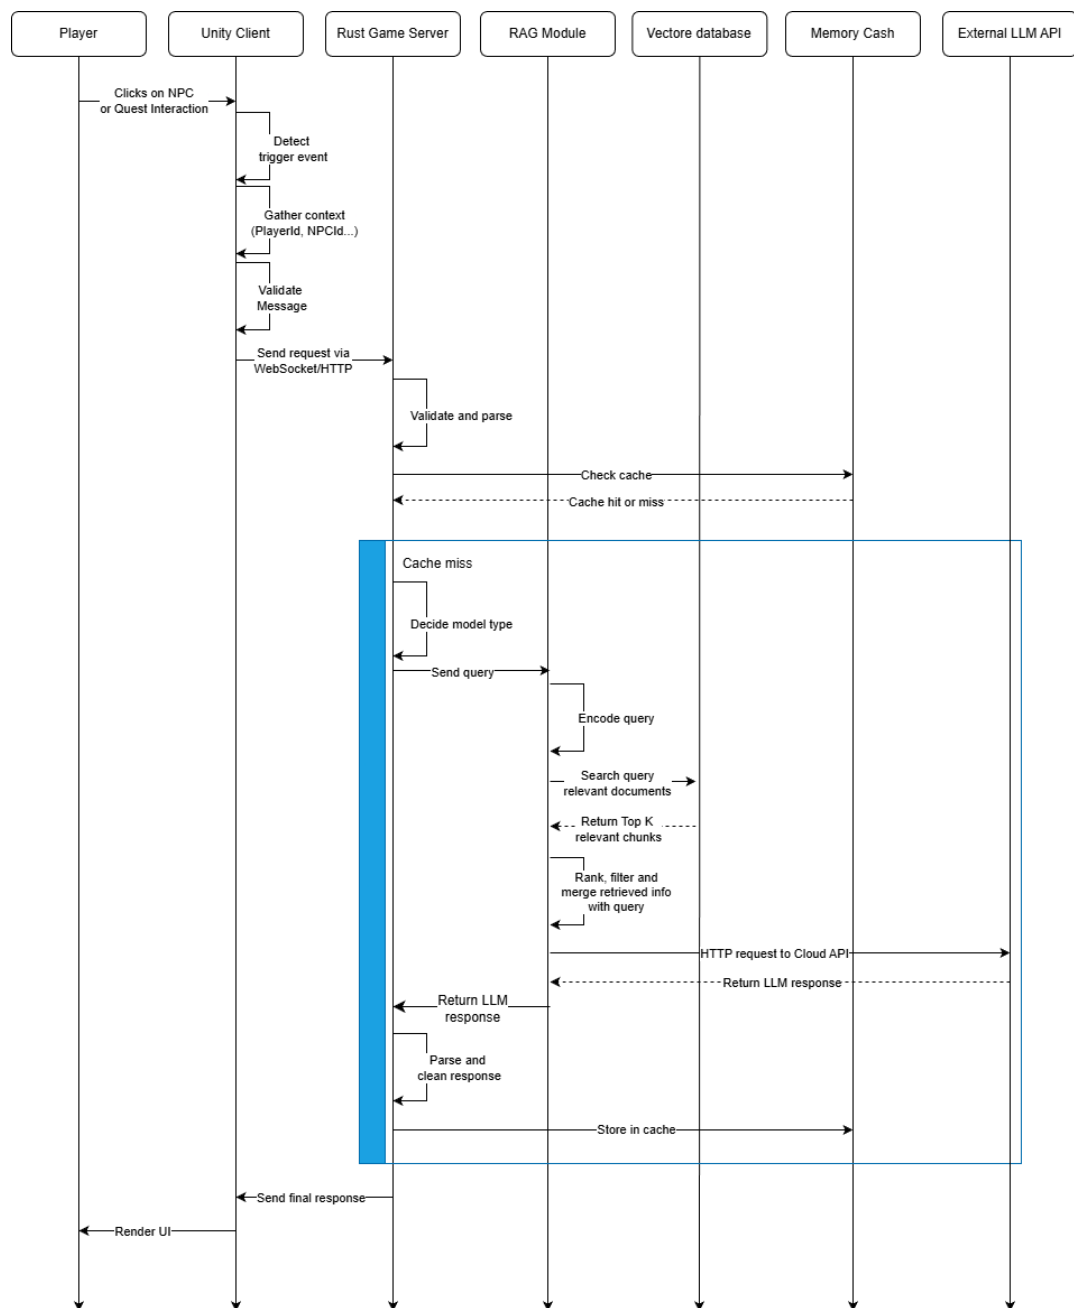 Player
Unity Client
Rust Game Server
RAG Module
Vectore database
Memory Cash
External LLM API
Clicks on NPC
or Quest Interaction
Detect
trigger event
Gather context
(PlayerId, NPCId...)
Validate
Message
Send request via
WebSocket/HTTP
Validate and parse
Check cache
Cache hit or miss
Cache miss
Decide model type
Send query
Encode query
Search query
relevant documents
Return Top K
relevant chunks
Rank, filter and
merge retrieved info
with query
HTTP request to Cloud API
Return LLM response
Return LLM
response
Parse and
clean response
Store in cache
Send final response
Render UI